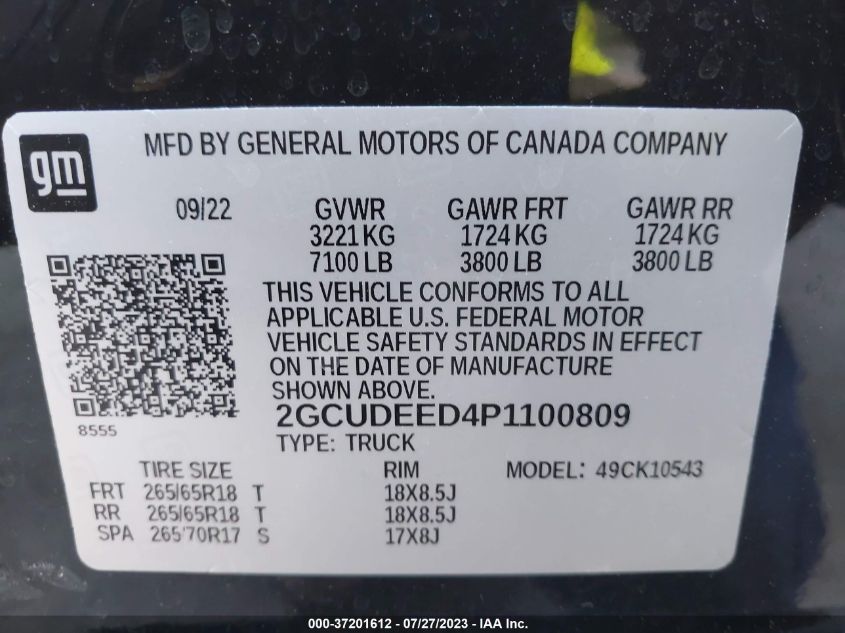 gm
MFD BY GENERAL MOTORS OF CANADA COMPANY
09/22 GVWR GAWR FRT GAWR RR
3221 KG 1724 KG 1724 KG
7100 LB 3800 LB 3800 LB
THIS VEHICLE CONFORMS TO ALL
APPLICABLE U.S. FEDERAL MOTOR
VEHICLE SAFETY STANDARDS IN EFFECT
ON THE DATE OF MANUFACTURE
SHOWN ABOVE.
2GCUDEED4P1100809
8555
TYPE: TRUCK
TIRE SIZE RIM MODEL: 49CK10543
FRT 265/65R18 T 18X8.5J
RR 265/65R18 T 18X8.5J
SPA 265/70R17 S 17X8J
000-37201612 - 07/27/2023 - IAA Inc.